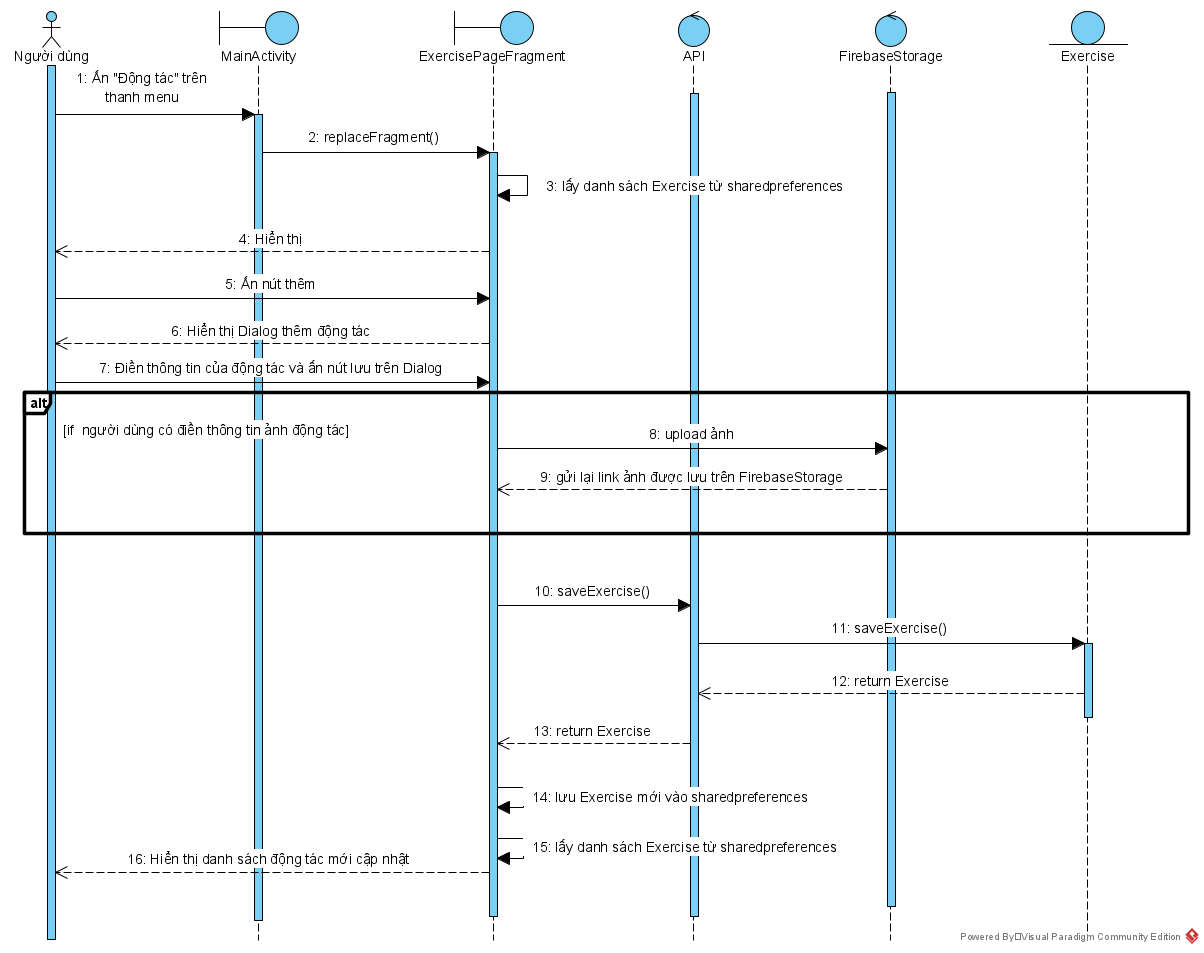 Người dùng
MainActivity
ExercisePageFragment
API
FirebaseStorage
Exercise
1: Ấn "Động tác" trên
thanh menu
2: replaceFragment()
3: lấy danh sách Exercise từ sharedpreferences
4: Hiển thị
5: Ấn nút thêm
6: Hiển thị Dialog thêm động tác
7: Điền thông tin của động tác và ấn nút lưu trên Dialog
alt
[if người dùng có điền thông tin ảnh động tác]
8: upload ảnh
9: gửi lại link ảnh được lưu trên FirebaseStorage
10: saveExercise()
11: saveExercise()
12: return Exercise
13: return Exercise
14: lưu Exercise mới vào sharedpreferences
15: lấy danh sách Exercise từ sharedpreferences
16: Hiển thị danh sách động tác mới cập nhật
Powered By Visual Paradigm Community Edition